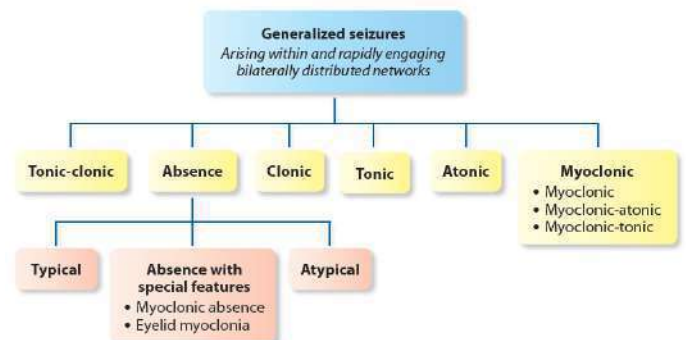 Generalized seizures
Arising within and rapidly engaging
bilaterally distributed networks
Tonic-clonic
Absence
Clonic
Tonic
Atonic
Myoclonic
• Myoclonic
• Myoclonic-atonic
• Myoclonic-tonic
Typical
Absence with
special features
• Myoclonic absence
• Eyelid myoclonia
Atypical